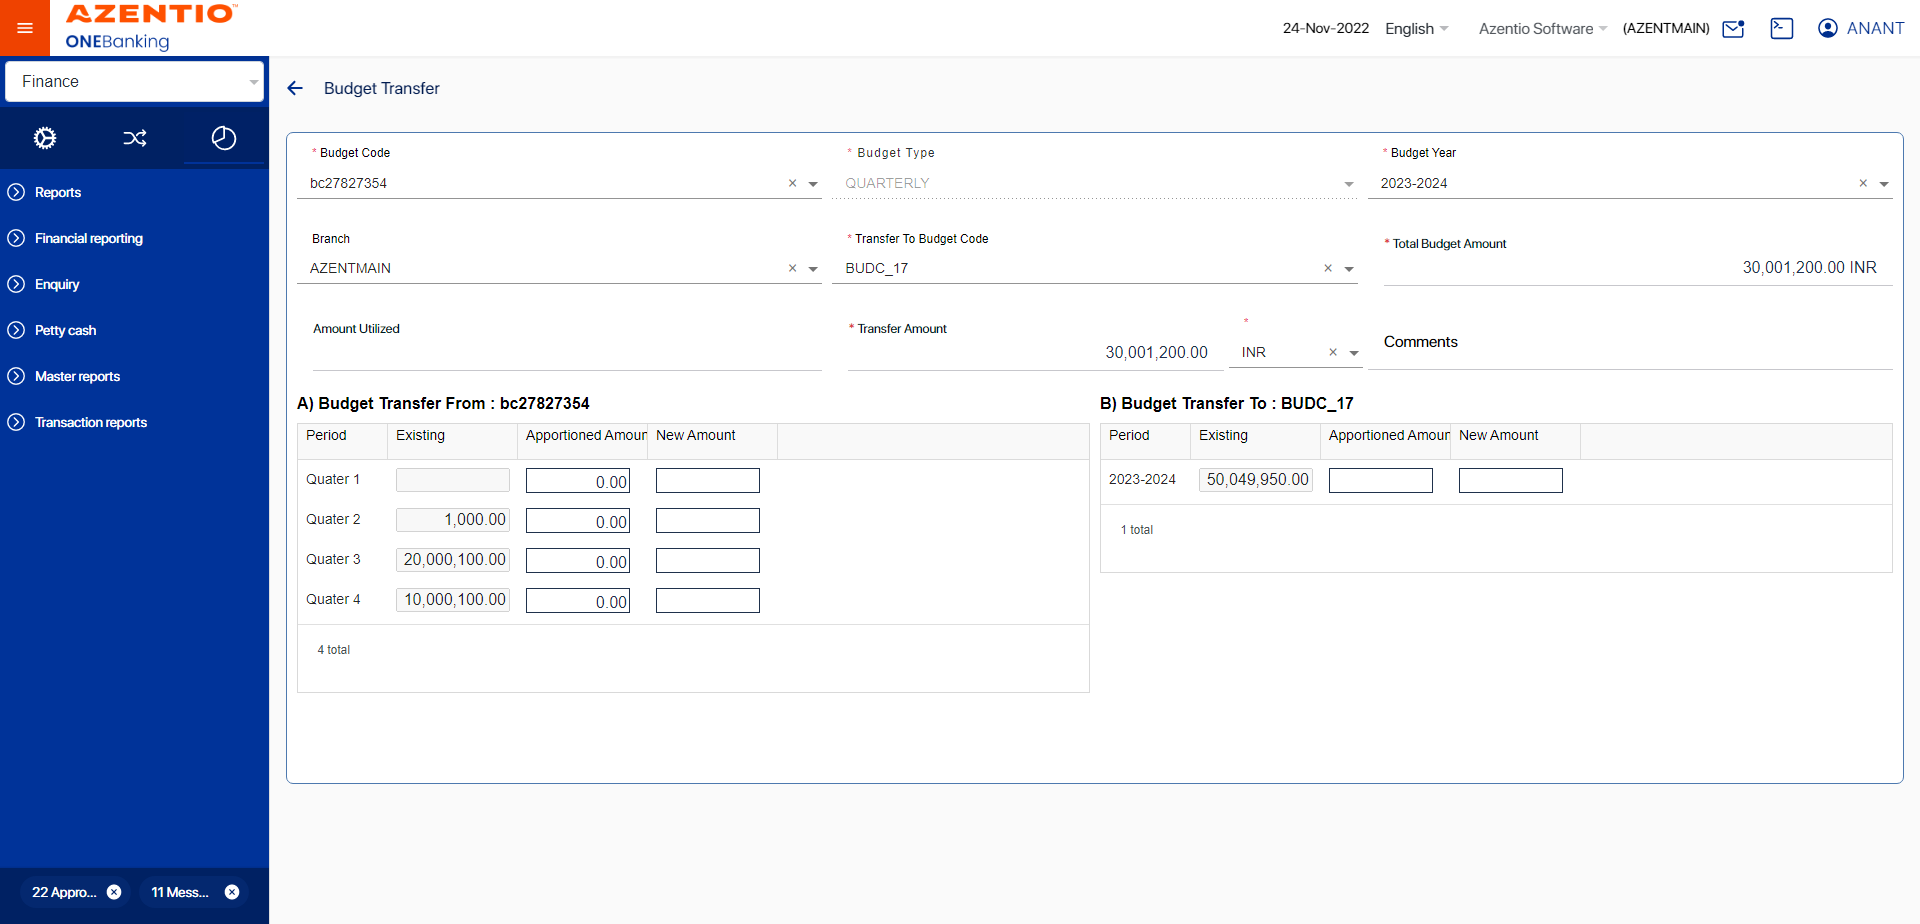 AZENTIO™
ONEBanking
24-Nov-2022 English Azentio Software (AZENTMAIN) ANANT
Finance
Reports
Financial reporting
Enquiry
Petty cash
Master reports
Transaction reports
22 Appro... 11 Mess...
Budget Transfer
* Budget Code
bc27827354
* Budget Type
QUARTERLY
* Budget Year
2023-2024
Branch
AZENTMAIN
* Transfer To Budget Code
BUDC_17
* Total Budget Amount
30,001,200.00 INR
Amount Utilized
* Transfer Amount
30,001,200.00
*
INR
Comments
A) Budget Transfer From : bc27827354
Period Existing Apportioned Amoun New Amount
Quater 1 0.00
Quater 2 1,000.00 0.00
Quater 3 20,000,100.00 0.00
Quater 4 10,000,100.00 0.00
4 total
B) Budget Transfer To : BUDC_17
Period Existing Apportioned Amoun New Amount
2023-2024 50,049,950.00
1 total